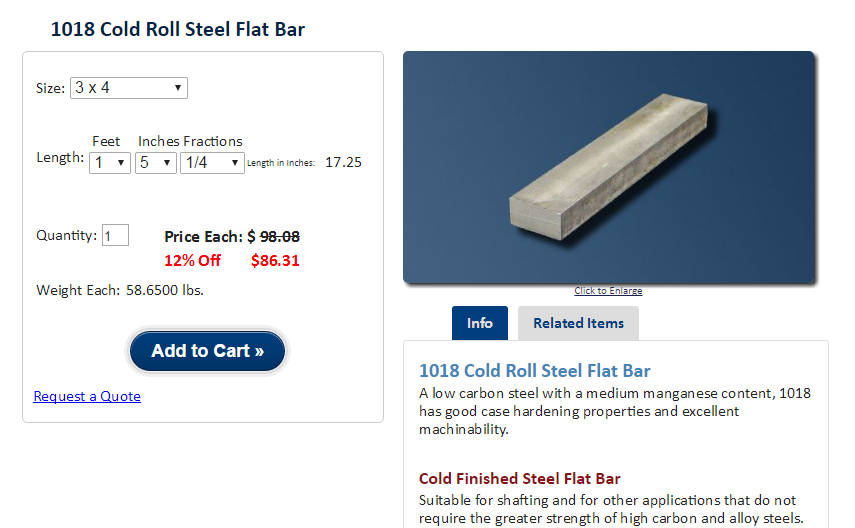 1018 Cold Roll Steel Flat Bar
Size: 3 x 4
Feet Inches Fractions
Length: 1 5 1/4 Length in Inches: 17.25
Quantity: 1 Price Each: $ 98.08
12% Off $86.31
Weight Each: 58.6500 lbs.
Add to Cart »
Request a Quote
Click to Enlarge
Info Related Items
1018 Cold Roll Steel Flat Bar
A low carbon steel with a medium manganese content, 1018
has good case hardening properties and excellent
machinability.
Cold Finished Steel Flat Bar
Suitable for shafting and for other applications that do not
require the greater strength of high carbon and alloy steels.